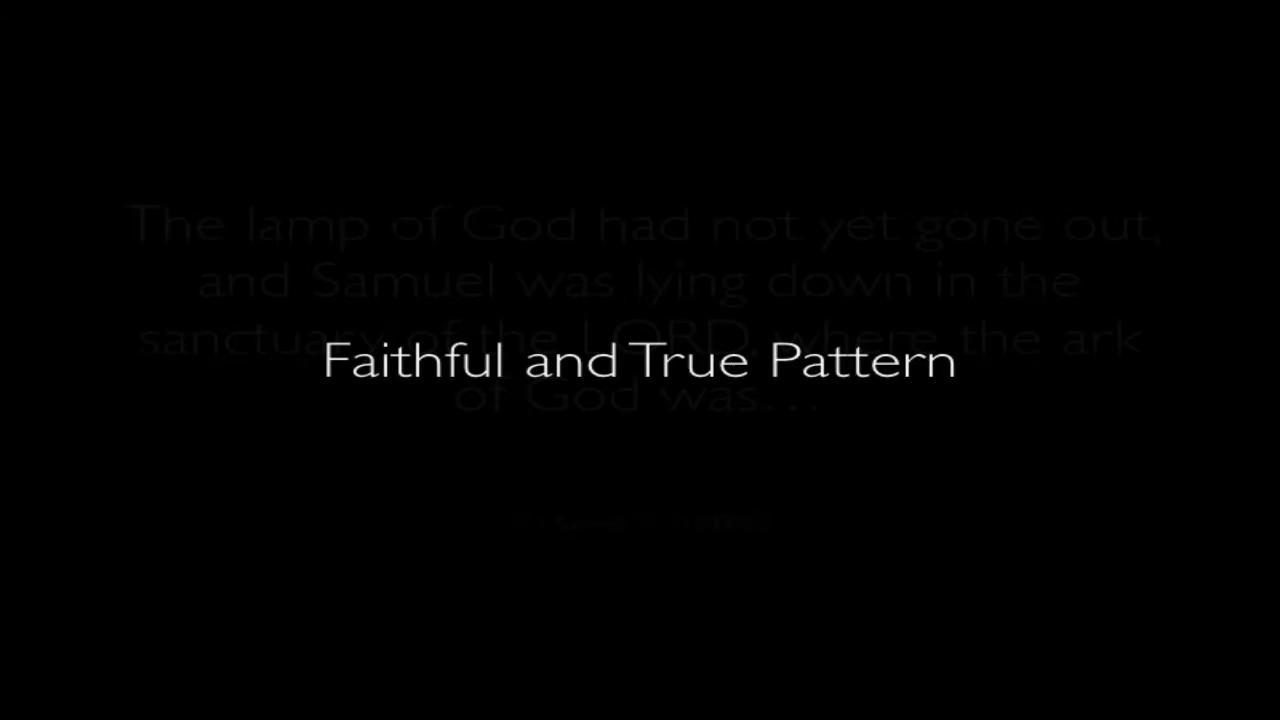 The lamp of God had not yet gone out,
and Samuel was lying down in the
sanctuary of the LORD, where the ark
Faithful and True Pattern
of God was…